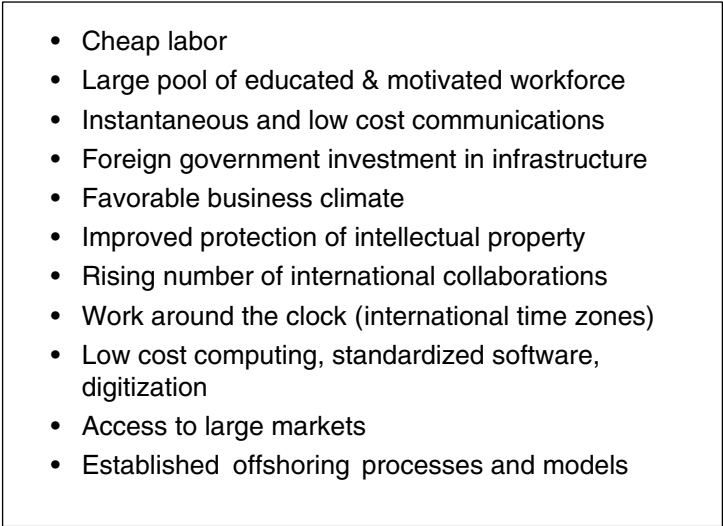 • Cheap labor
• Large pool of educated & motivated workforce
• Instantaneous and low cost communications
• Foreign government investment in infrastructure
• Favorable business climate
• Improved protection of intellectual property
• Rising number of international collaborations
• Work around the clock (international time zones)
• Low cost computing, standardized software,
digitization
• Access to large markets
• Established offshoring processes and models